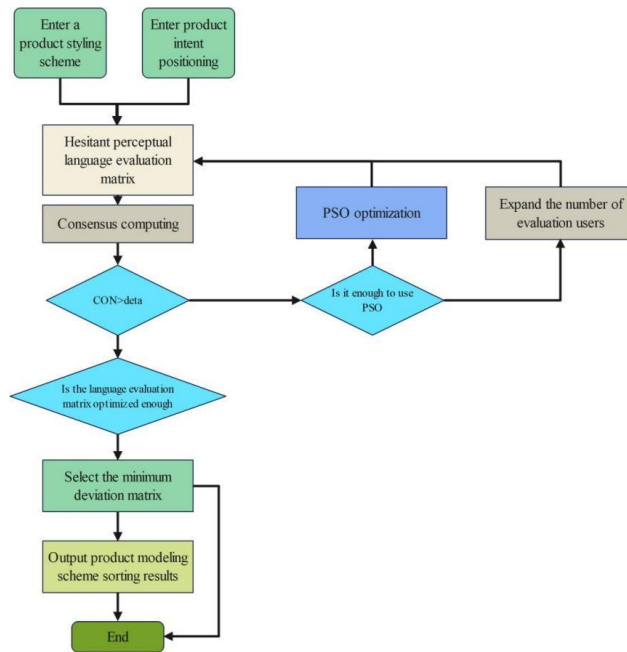 Enter a
product styling
scheme
Enter product
intent
positioning
Hesitant perceptual
language evaluation
matrix
Consensus computing
PSO optimization
Expand the number of
evaluation users
CON>deta
Is it enough to use
PSO
Is the language evaluation
matrix optimized enough
Select the minimum
deviation matrix
Output product modeling
scheme sorting results
End